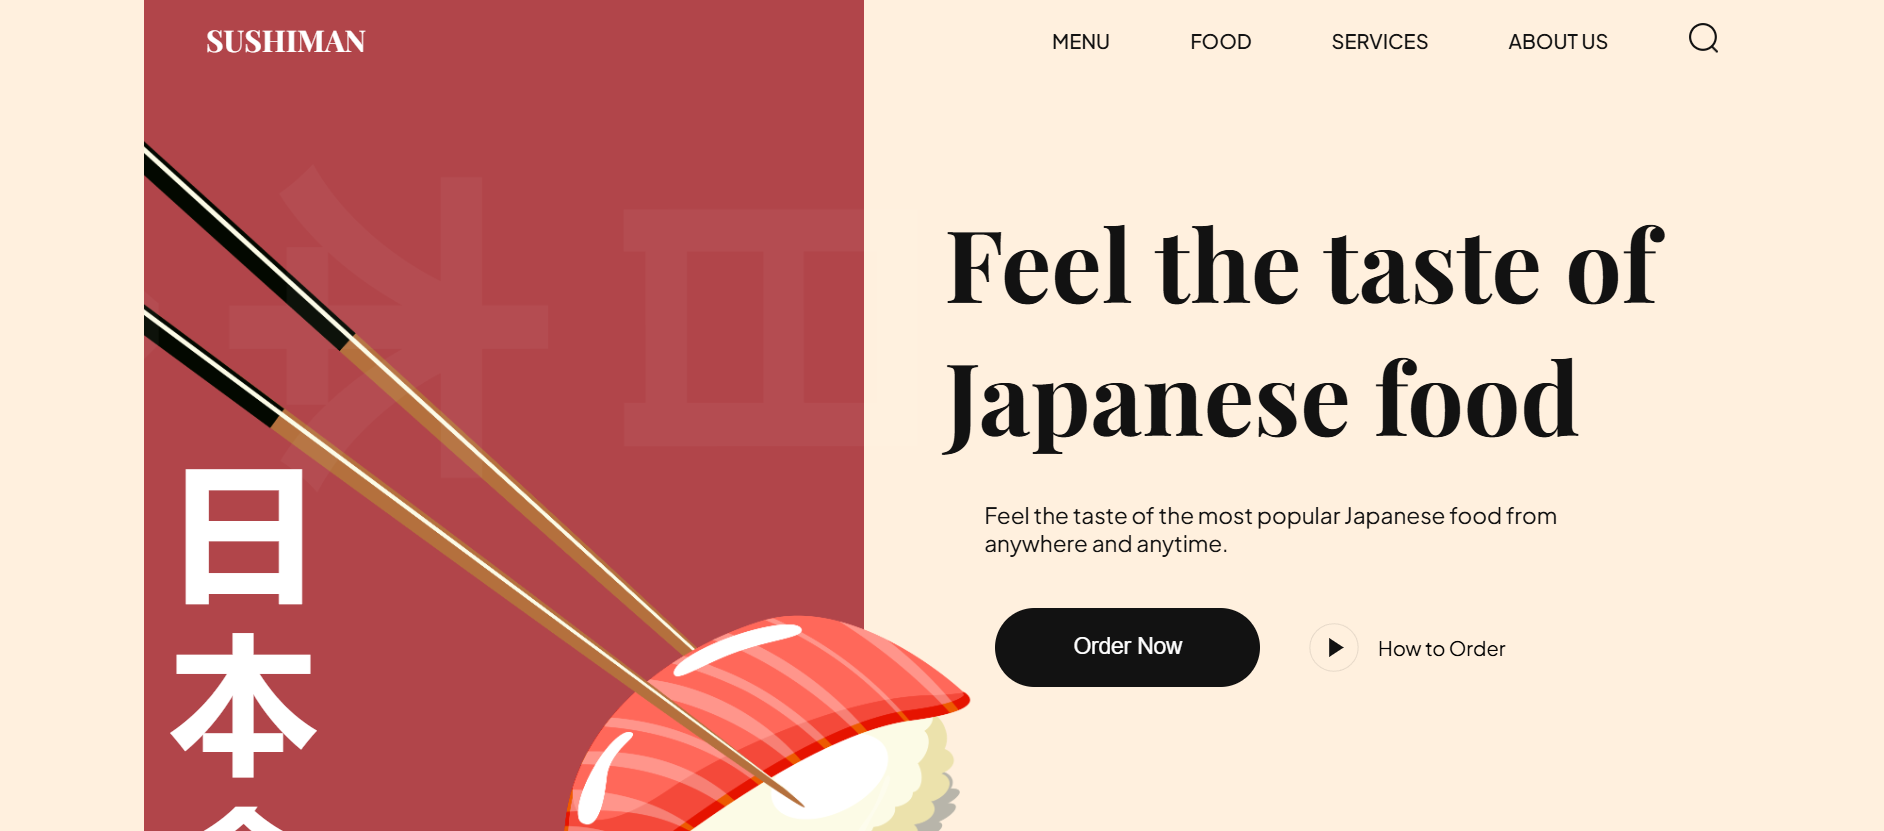 SUSHIMAN
MENU
FOOD
SERVICES
ABOUT US
Feel the taste of
Japanese food
Feel the taste of the most popular Japanese food from
anywhere and anytime.
Order Now
How to Order
日
本